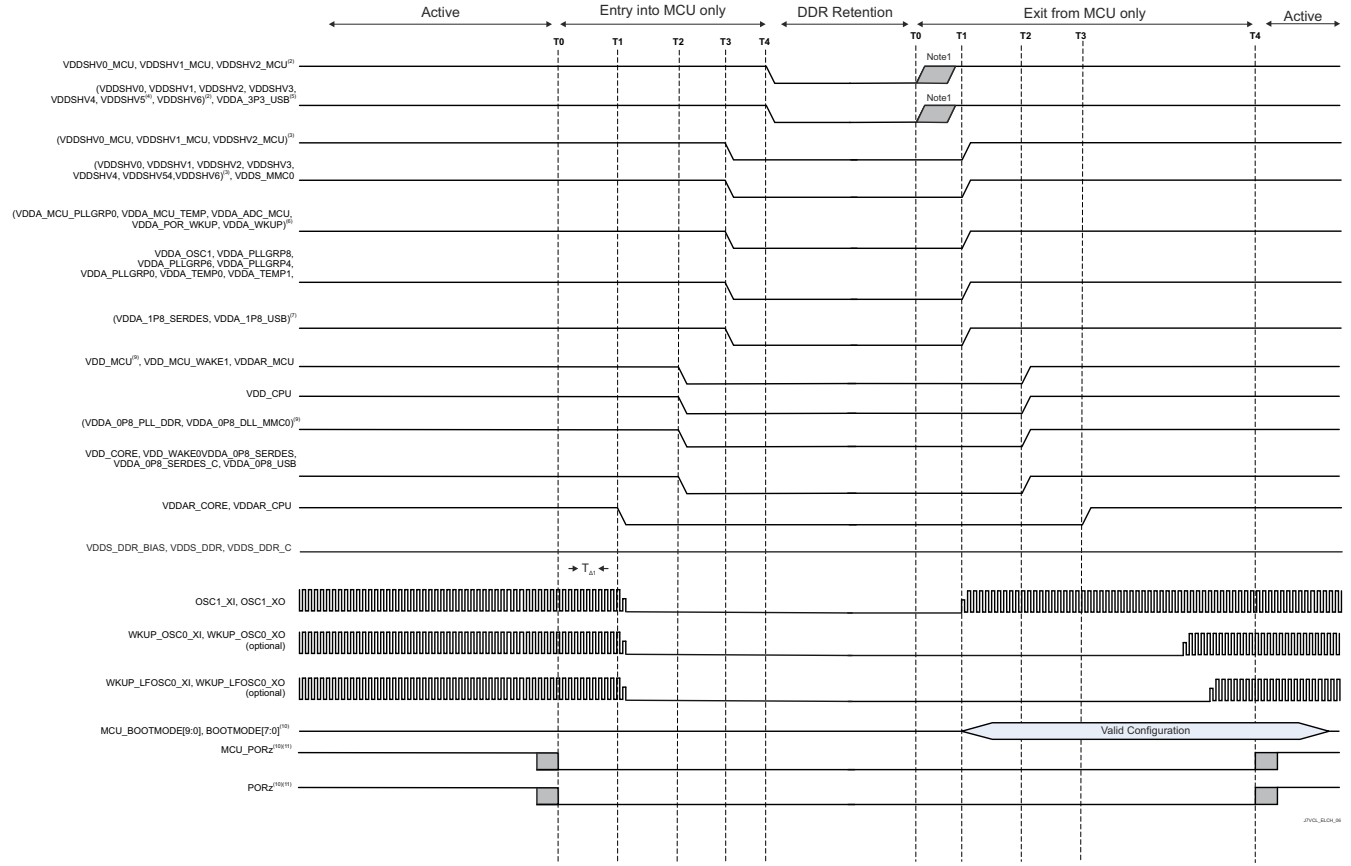 Active
Entry into MCU only
DDR Retention
Exit from MCU only
Active
T0
T1
T2
T3
T4
T0
T1
T2
T3
T4
VDDSHV0_MCU, VDDSHV1_MCU, VDDSHV2_MCU(2)
Note1
(VDDSHV0, VDDSHV1, VDDSHV2, VDDSHV3,
VDDSHV4, VDDSHV5(4), VDDSHV6)(2), VDDA_3P3_USB(5)
Note1
(VDDSHV0_MCU, VDDSHV1_MCU, VDDSHV2_MCU)(3)
(VDDSHV0, VDDSHV1, VDDSHV2, VDDSHV3,
VDDSHV4, VDDSHV54,VDDSHV6)(3), VDDS_MMC0
(VDDA_MCU_PLLGRP0, VDDA_MCU_TEMP, VDDA_ADC_MCU,
VDDA_POR_WKUP, VDDA_WKUP)(6)
VDDA_OSC1, VDDA_PLLGRP8,
VDDA_PLLGRP6, VDDA_PLLGRP4,
VDDA_PLLGRP0, VDDA_TEMP0, VDDA_TEMP1,
(VDDA_1P8_SERDES, VDDA_1P8_USB)(7)
VDD_MCU(9), VDD_MCU_WAKE1, VDDAR_MCU
VDD_CPU
(VDDA_0P8_PLL_DDR, VDDA_0P8_DLL_MMC0)(9)
VDD_CORE, VDD_WAKE0VDDA_0P8_SERDES,
VDDA_0P8_SERDES_C, VDDA_0P8_USB
VDDAR_CORE, VDDAR_CPU
VDDS_DDR_BIAS, VDDS_DDR, VDDS_DDR_C
TΔ1
OSC1_XI, OSC1_XO
WKUP_OSC0_XI, WKUP_OSC0_XO
(optional)
WKUP_LFOSC0_XI, WKUP_LFOSC0_XO
(optional)
MCU_BOOTMODE[9:0], BOOTMODE[7:0](10)
Valid Configuration
MCU_PORz(10)(11)
PORz(10)(11)
J7VCL_ELCH_06